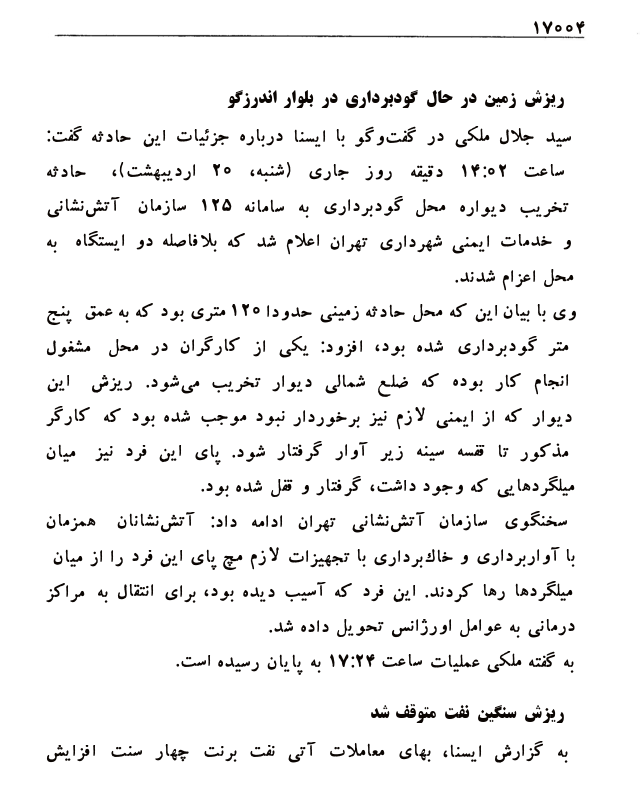 ۱۷۰۰۴
ریزش زمین در حال گودبرداری در بلوار اندرزگو
سید جلال ملکی در گفت‌وگو با ایسنا درباره جزئیات این حادثه گفت:
ساعت ۱۴:۰۲ دقیقه روز جاری (شنبه، ۲۰ اردیبهشت)، حادثه
تخریب دیواره محل گودبرداری به سامانه ۱۲۵ سازمان آتش‌نشانی
و خدمات ایمنی شهرداری تهران اعلام شد که بلافاصله دو ایستگاه به
محل اعزام شدند.
وی با بیان این که محل حادثه زمینی حدودا ۱۲۰ متری بود که به عمق پنج
متر گودبرداری شده بود، افزود: یکی از کارگران در محل مشغول
انجام کار بوده که ضلع شمالی دیوار تخریب می‌شود. ریزش این
دیوار که از ایمنی لازم نیز برخوردار نبود موجب شده بود که کارگر
مذکور تا قفسه سینه زیر آوار گرفتار شود. پای این فرد نیز میان
میلگردهایی که وجود داشت، گرفتار و قفل شده بود.
سخنگوی سازمان آتش‌نشانی تهران ادامه داد: آتش‌نشانان همزمان
با آواربرداری و خاك‌برداری با تجهیزات لازم مچ پای این فرد را از میان
میلگردها رها کردند. این فرد که آسیب دیده بود، برای انتقال به مراکز
درمانی به عوامل اورژانس تحویل داده شد.
به گفته ملکی عملیات ساعت ۱۷:۲۴ به پایان رسیده است.
ریزش سنگین نفت متوقف شد
به گزارش ایسنا، بهای معاملات آتی نفت برنت چهار سنت افزایش